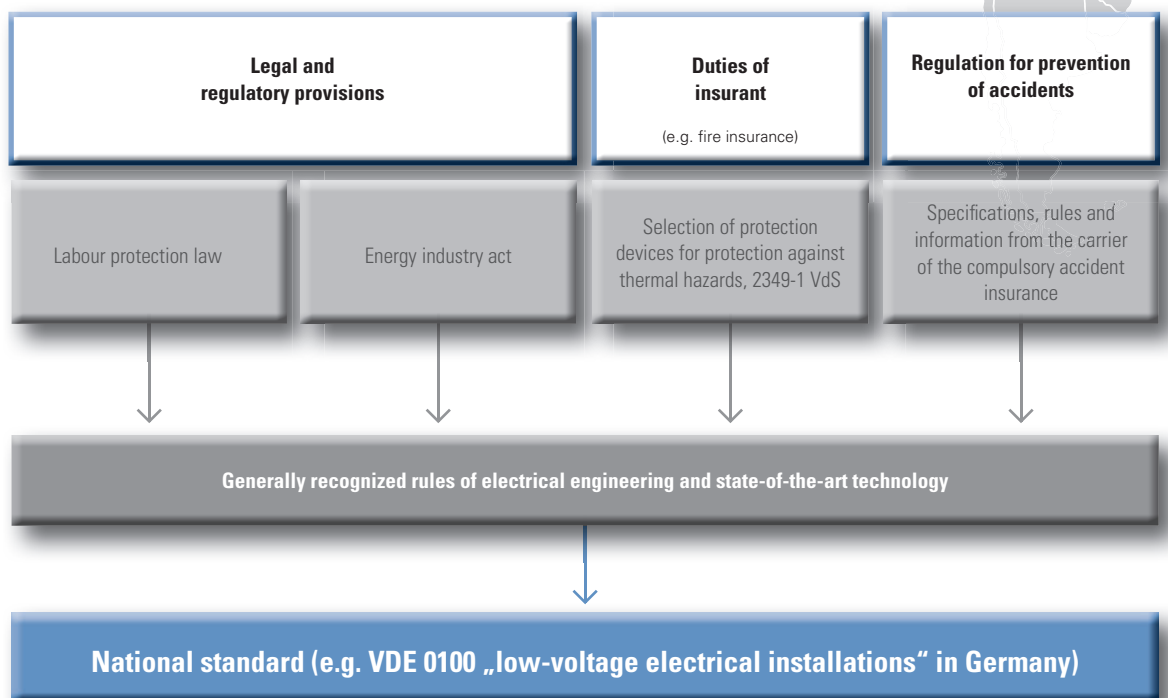 Legal and
regulatory provisions
Duties of
insurant
(e.g. fire insurance)
Regulation for prevention
of accidents
Labour protection law
Energy industry act
Selection of protection
devices for protection against
thermal hazards, 2349-1 VdS
Specifications, rules and
information from the carrier
of the compulsory accident
insurance
Generally recognized rules of electrical engineering and state-of-the-art technology
National standard (e.g. VDE 0100 „low-voltage electrical installations“ in Germany)